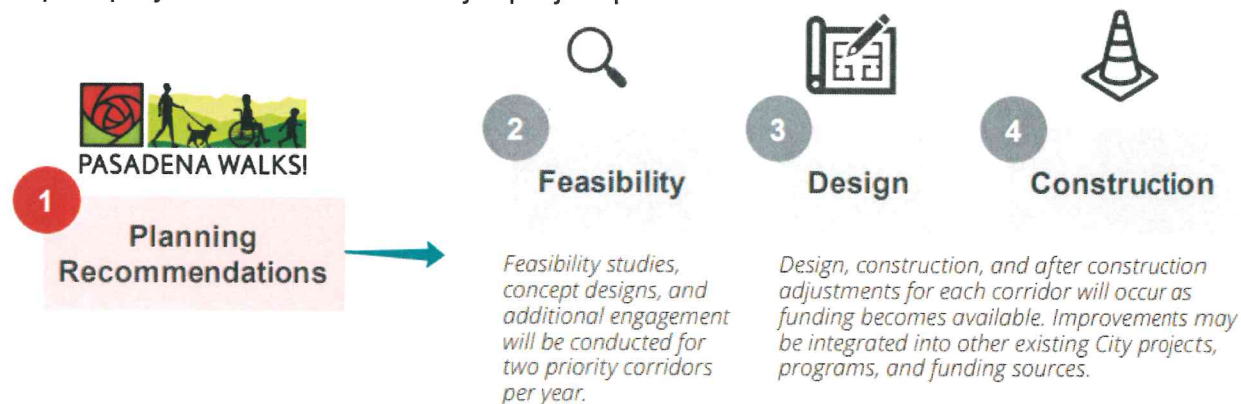 PASADENA WALKS!
1
Planning
Recommendations
2
Feasibility
Feasibility studies,
concept designs, and
additional engagement
will be conducted for
two priority corridors
per year.
3
Design
4
Construction
Design, construction, and after construction
adjustments for each corridor will occur as
funding becomes available. Improvements may
be integrated into other existing City projects,
programs, and funding sources.